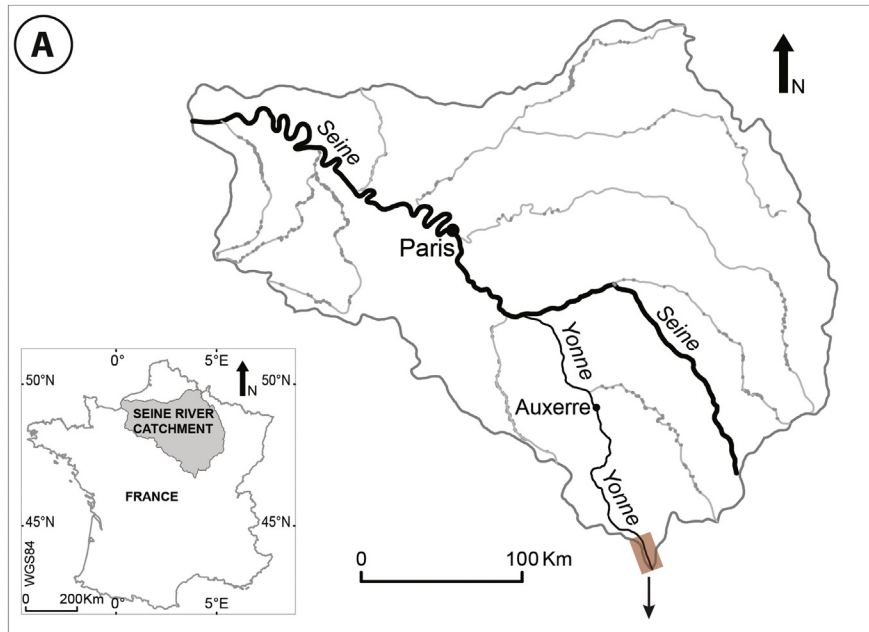 A
N
Seine
Paris
Seine
Yonne
Auxerre
Yonne
0 100 Km
0° 5°E
50°N 50°N
N
SEINE RIVER
CATCHMENT
FRANCE
45°N 45°N
WGS84
0 200Km 0° 5°E